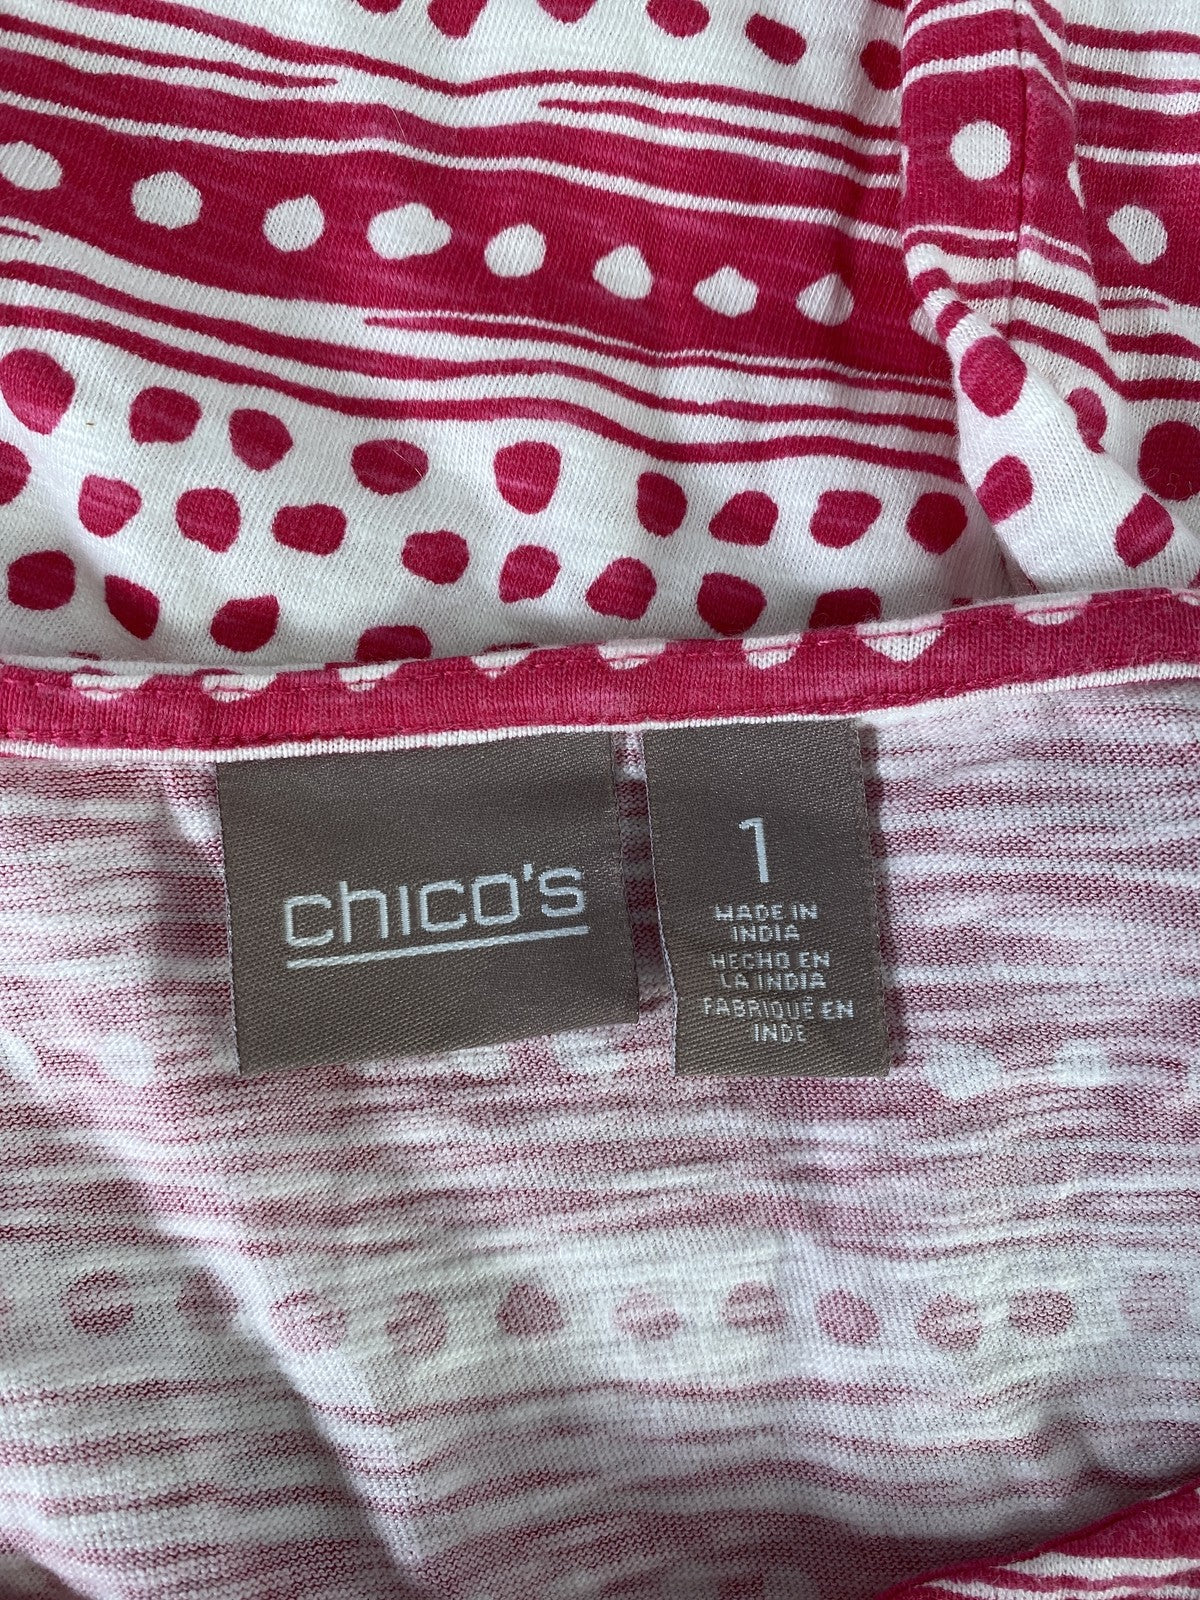 chico's
1
MADE IN
INDIA
HECHO EN
LA INDIA
FABRIQUÉ EN
INDE